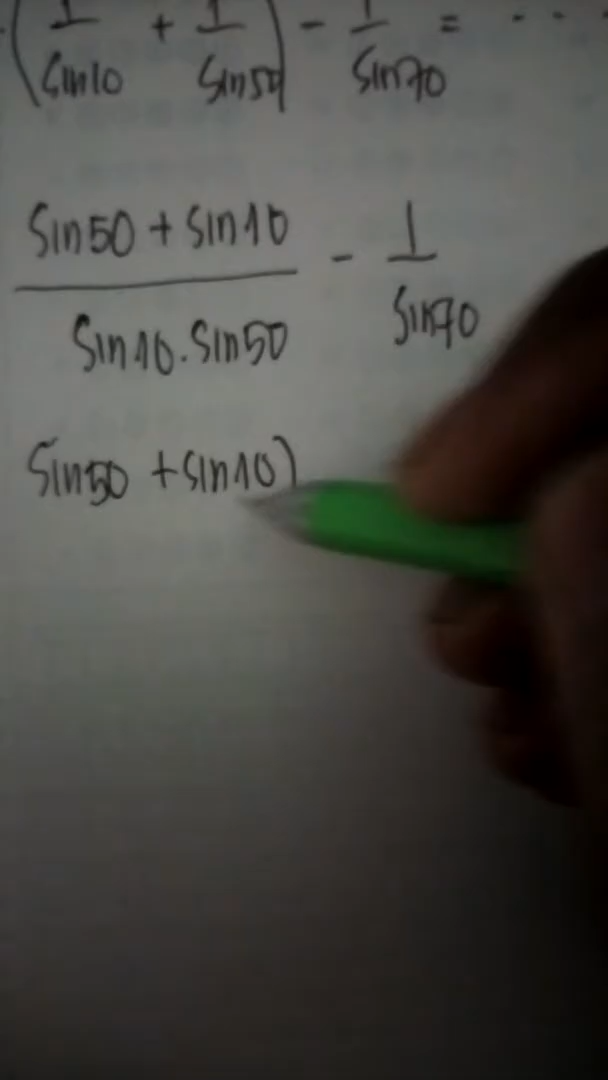 (1/sin10 + 1/sin50) - 1/sin70 = ...
sin50 + sin10 / sin10 . sin50 - 1/sin70
sin50 + sin10)